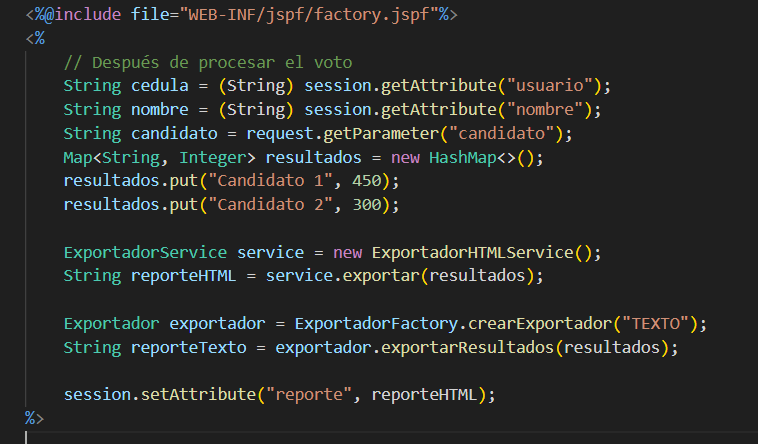 <%@include file="WEB-INF/jspf/factory.jspf"%>
<%
// Después de procesar el voto
String cedula = (String) session.getAttribute("usuario");
String nombre = (String) session.getAttribute("nombre");
String candidato = request.getParameter("candidato");
Map<String, Integer> resultados = new HashMap<>();
resultados.put("Candidato 1", 450);
resultados.put("Candidato 2", 300);
ExportadorService service = new ExportadorHTMLService();
String reporteHTML = service.exportar(resultados);
Exportador exportador = ExportadorFactory.crearExportador("TEXTO");
String reporteTexto = exportador.exportarResultados(resultados);
session.setAttribute("reporte", reporteHTML);
%>